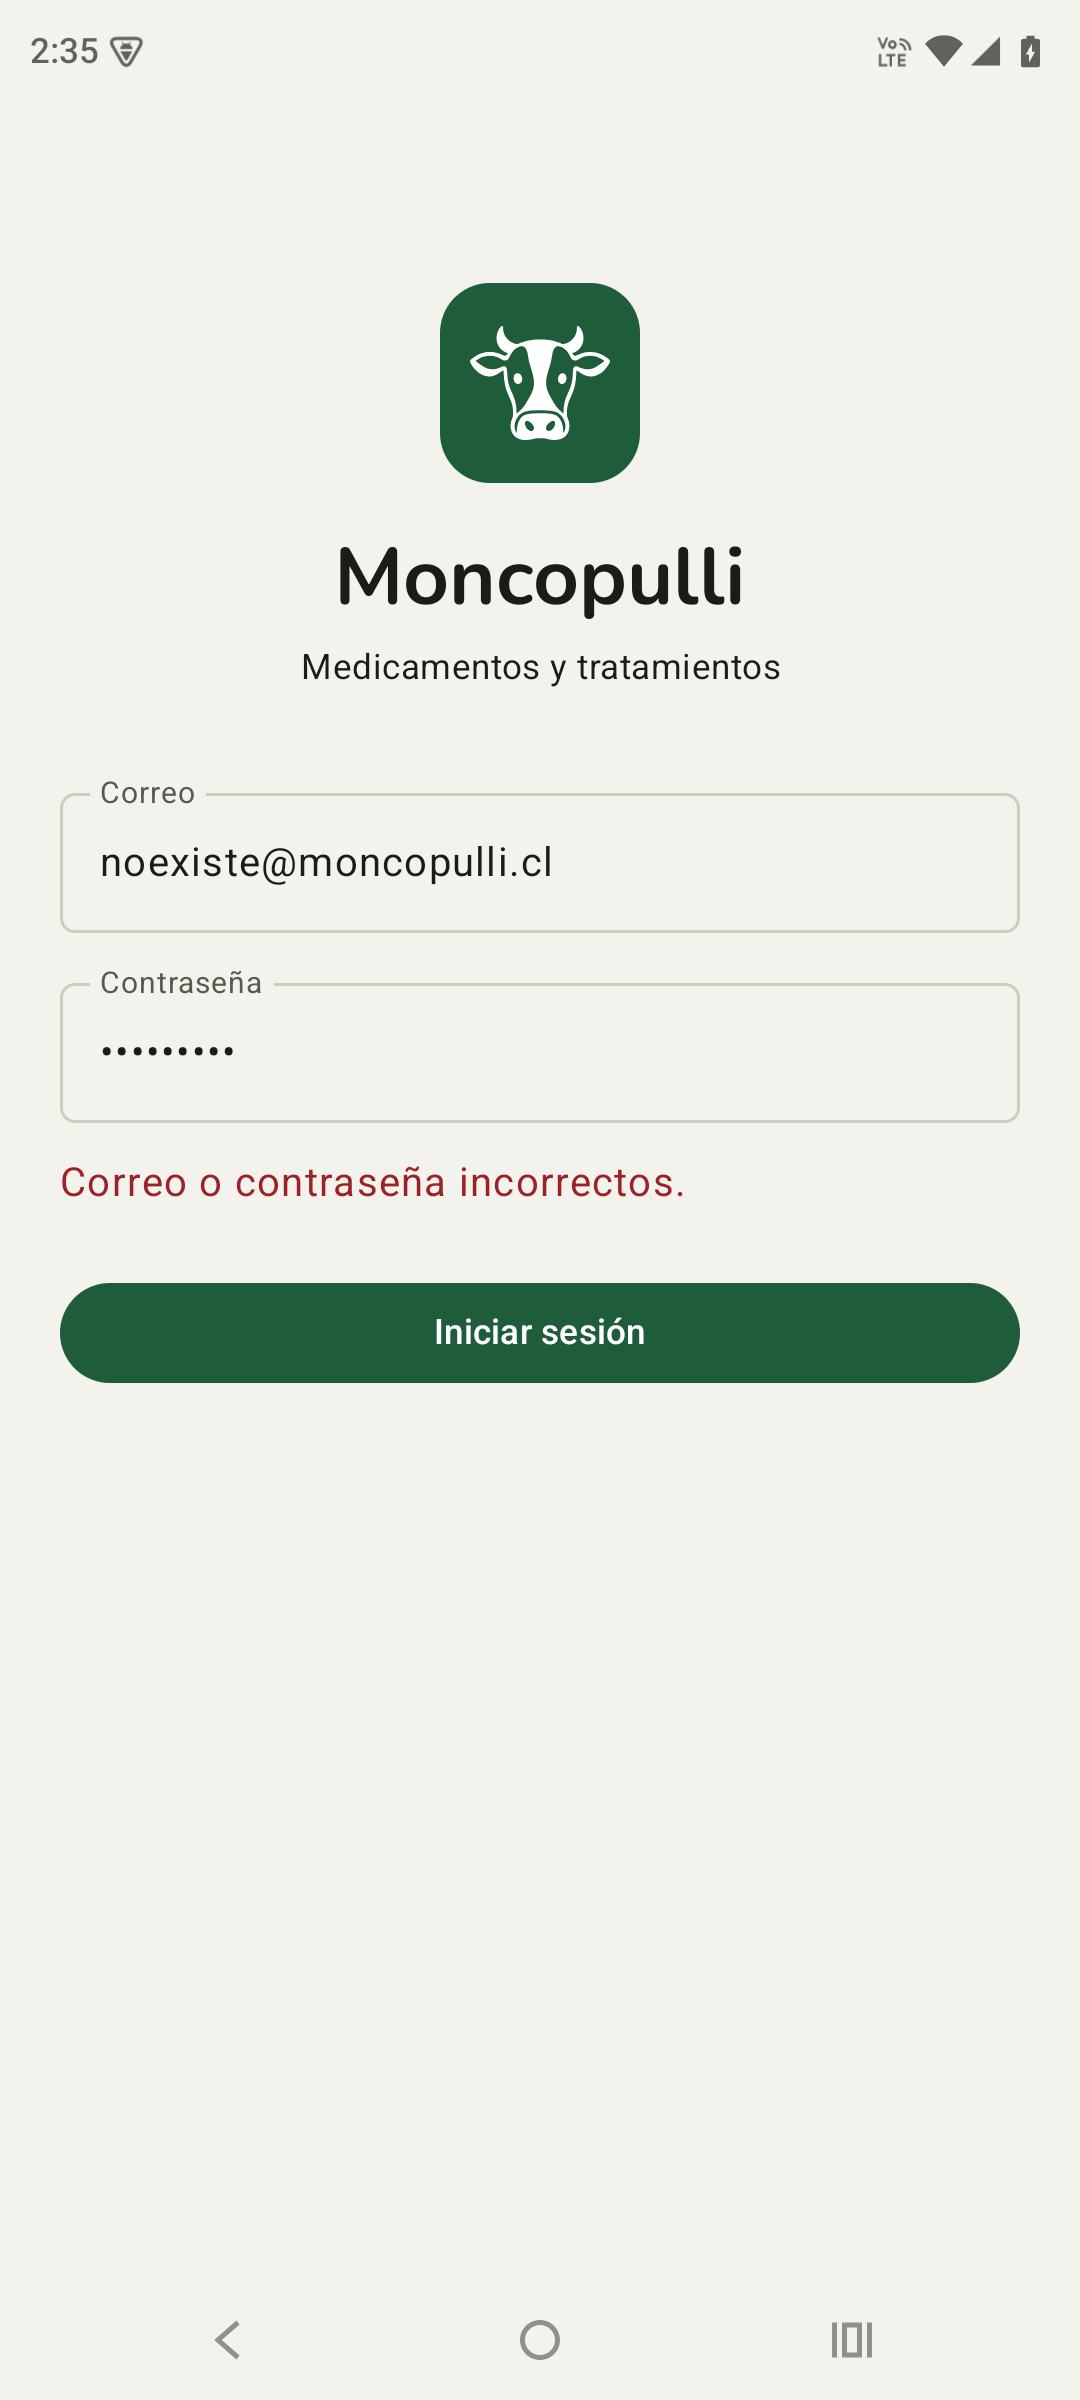 2:35
Vo LTE
Moncopulli
Medicamentos y tratamientos
Correo
noexiste@moncopulli.cl
Contraseña
•••••••••
Correo o contraseña incorrectos.
Iniciar sesión